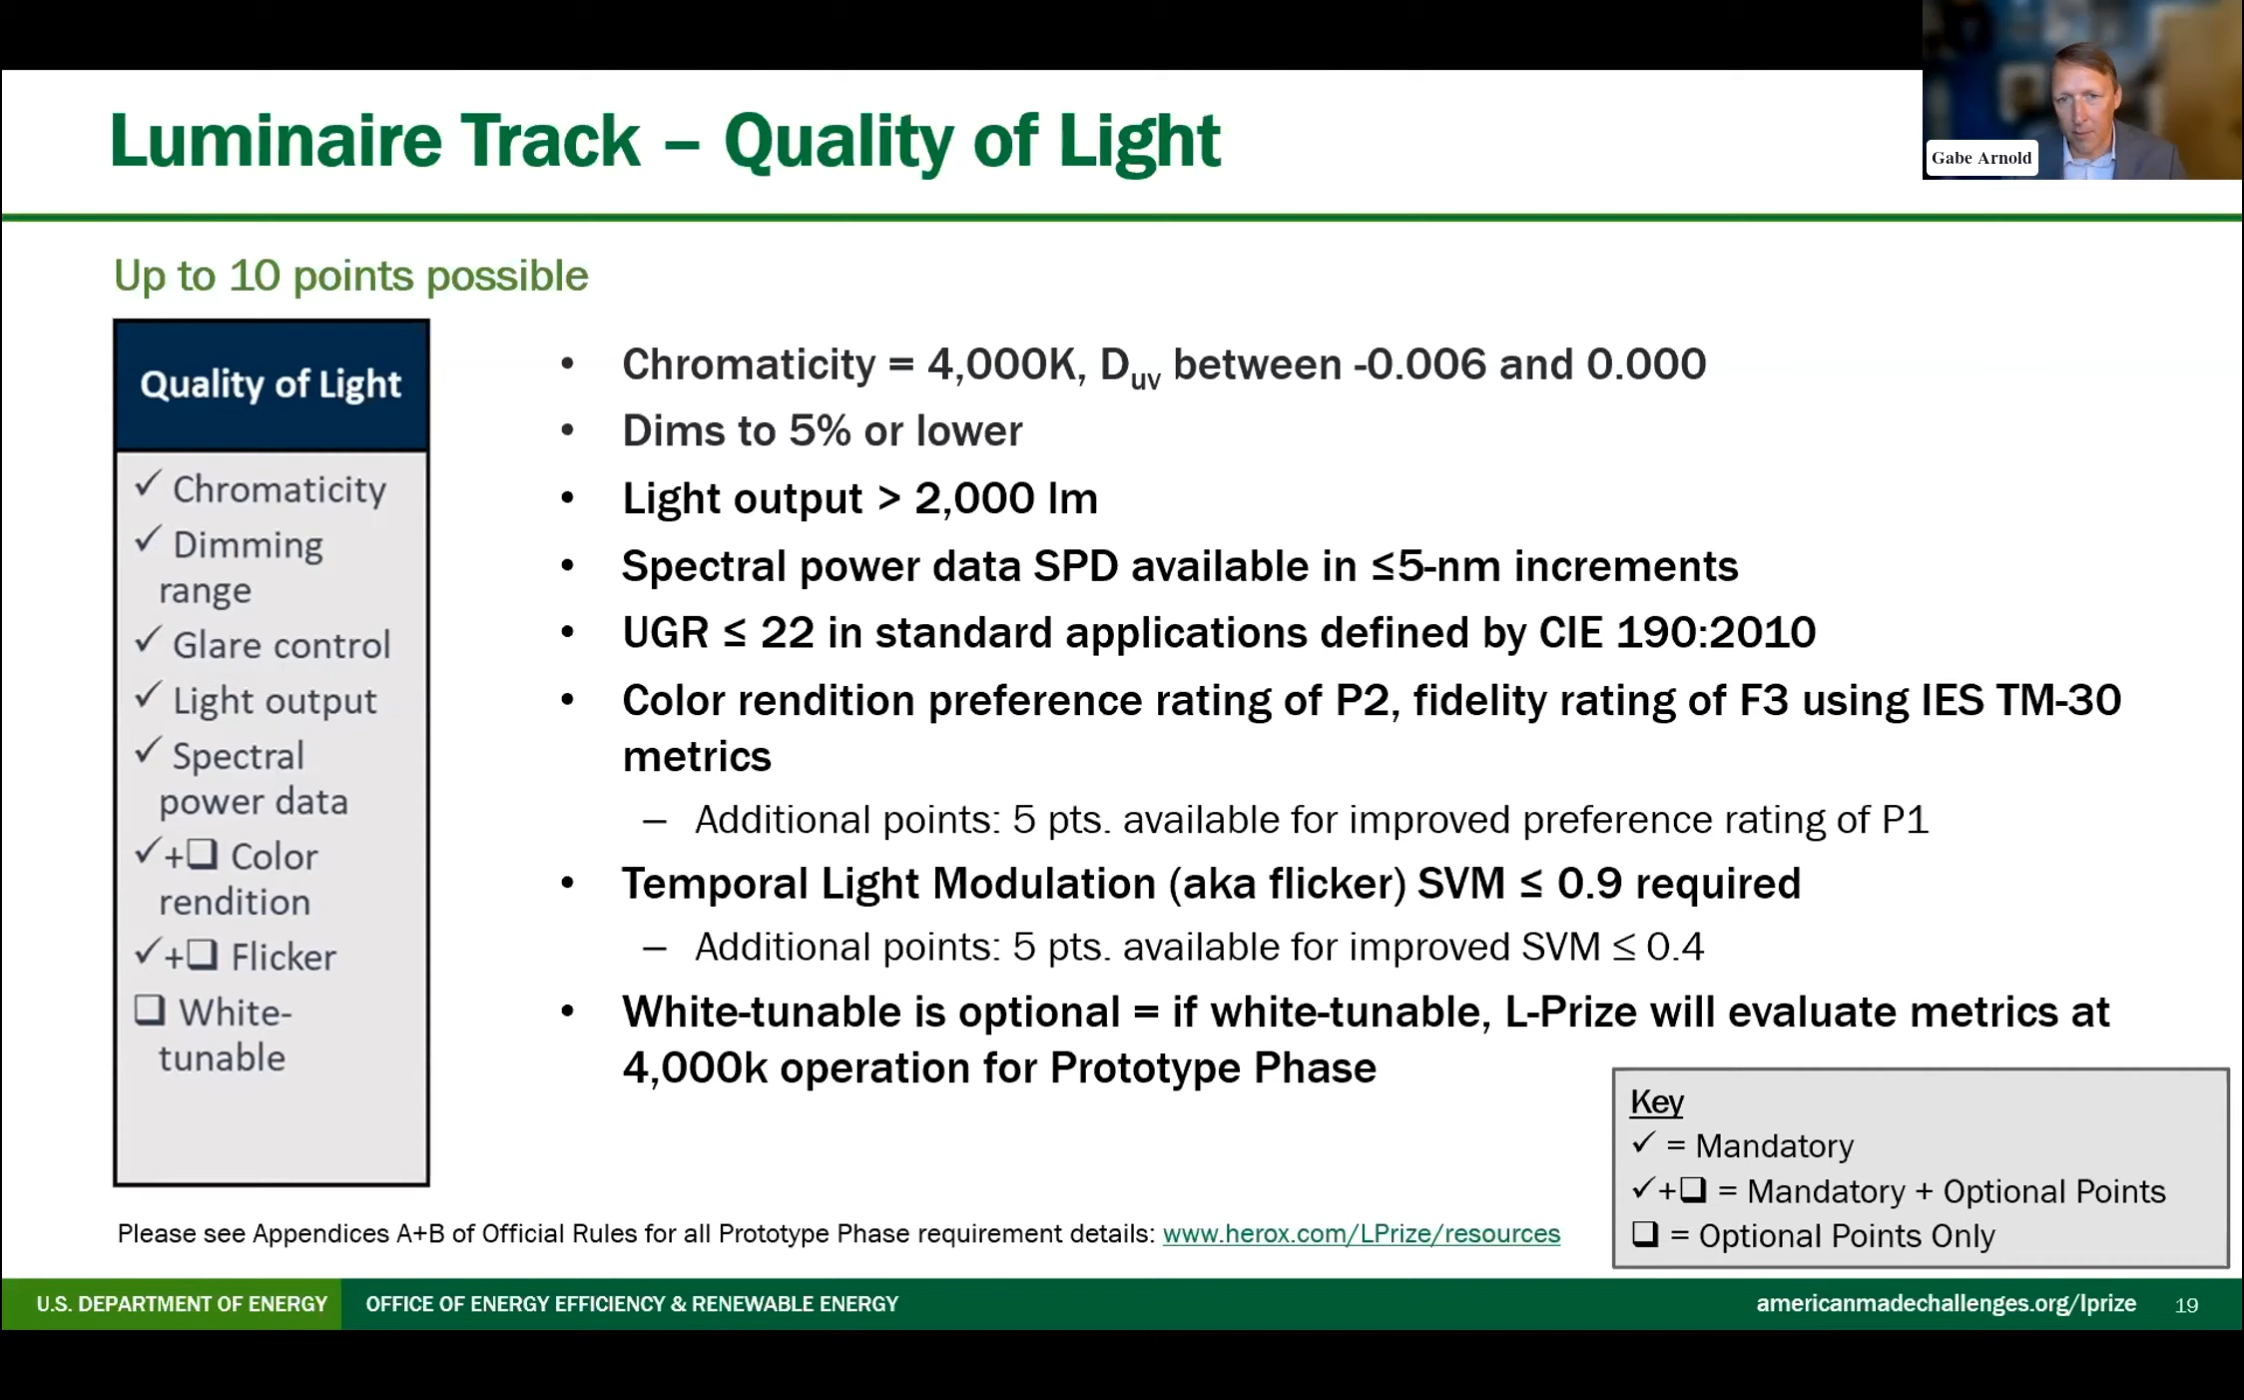 Gabe Arnold
Luminaire Track – Quality of Light
Up to 10 points possible
Quality of Light
✓ Chromaticity
✓ Dimming
range
✓ Glare control
✓ Light output
✓ Spectral
power data
✓+❏ Color
rendition
✓+❏ Flicker
❏ White-
tunable
• Chromaticity = 4,000K, Duv between -0.006 and 0.000
• Dims to 5% or lower
• Light output > 2,000 lm
• Spectral power data SPD available in ≤5-nm increments
• UGR ≤ 22 in standard applications defined by CIE 190:2010
• Color rendition preference rating of P2, fidelity rating of F3 using IES TM-30
metrics
– Additional points: 5 pts. available for improved preference rating of P1
• Temporal Light Modulation (aka flicker) SVM ≤ 0.9 required
– Additional points: 5 pts. available for improved SVM ≤ 0.4
• White-tunable is optional = if white-tunable, L-Prize will evaluate metrics at
4,000k operation for Prototype Phase
Key
✓ = Mandatory
✓+❏ = Mandatory + Optional Points
❏ = Optional Points Only
Please see Appendices A+B of Official Rules for all Prototype Phase requirement details: www.herox.com/LPrize/resources
U.S. DEPARTMENT OF ENERGY OFFICE OF ENERGY EFFICIENCY & RENEWABLE ENERGY americanmadechallenges.org/lprize 19